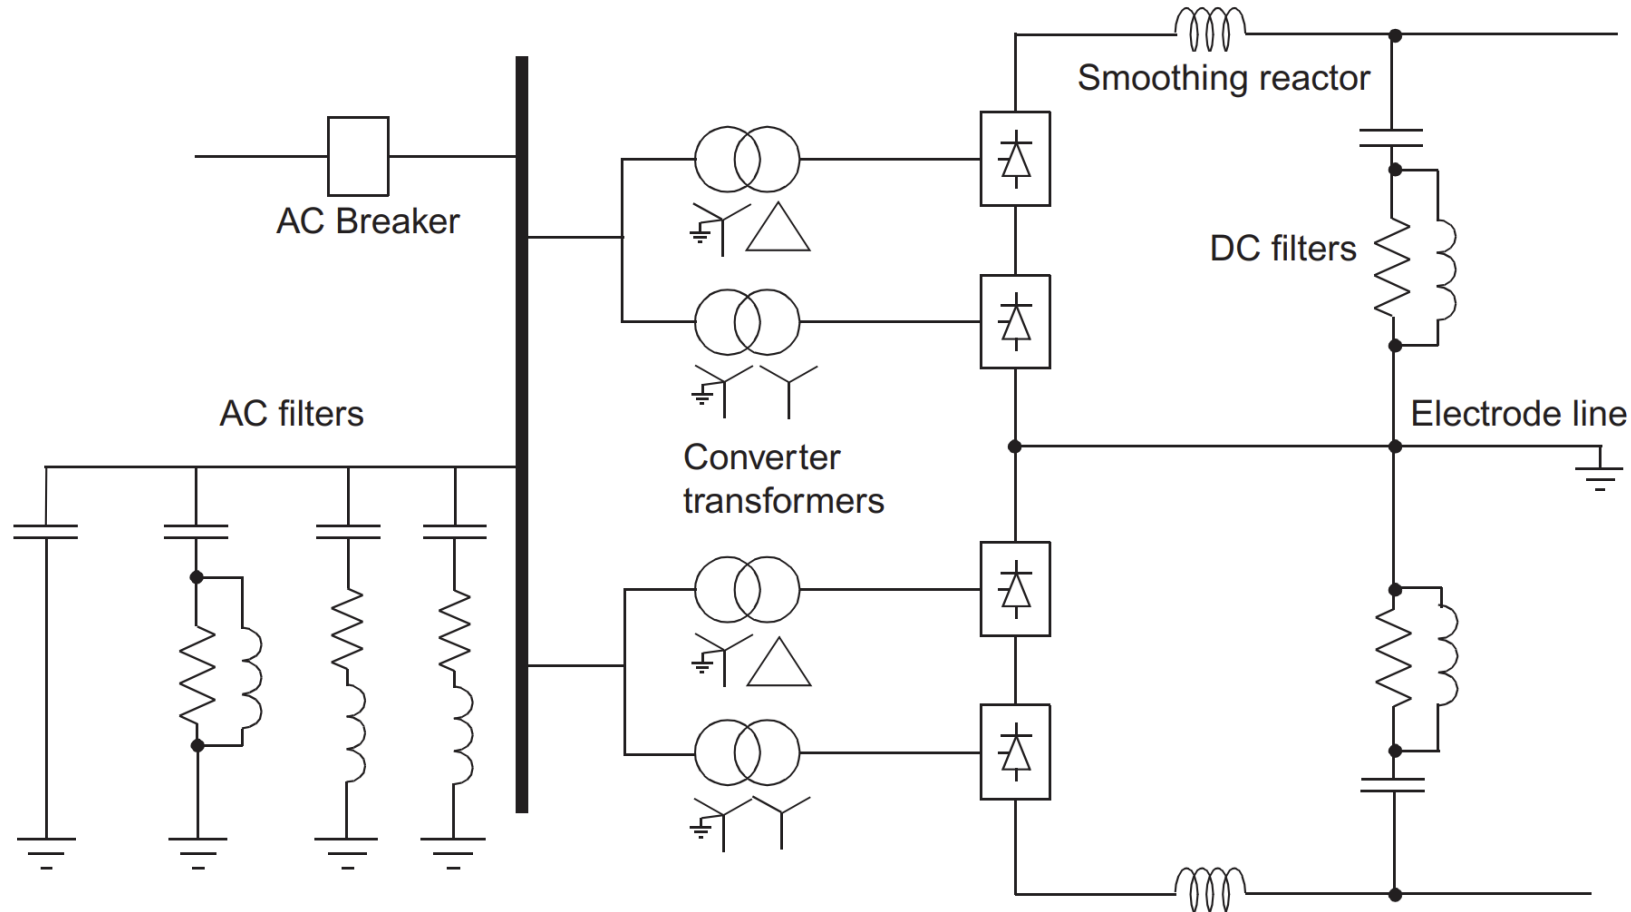 Smoothing reactor
AC Breaker
DC filters
AC filters
Electrode line
Converter
transformers